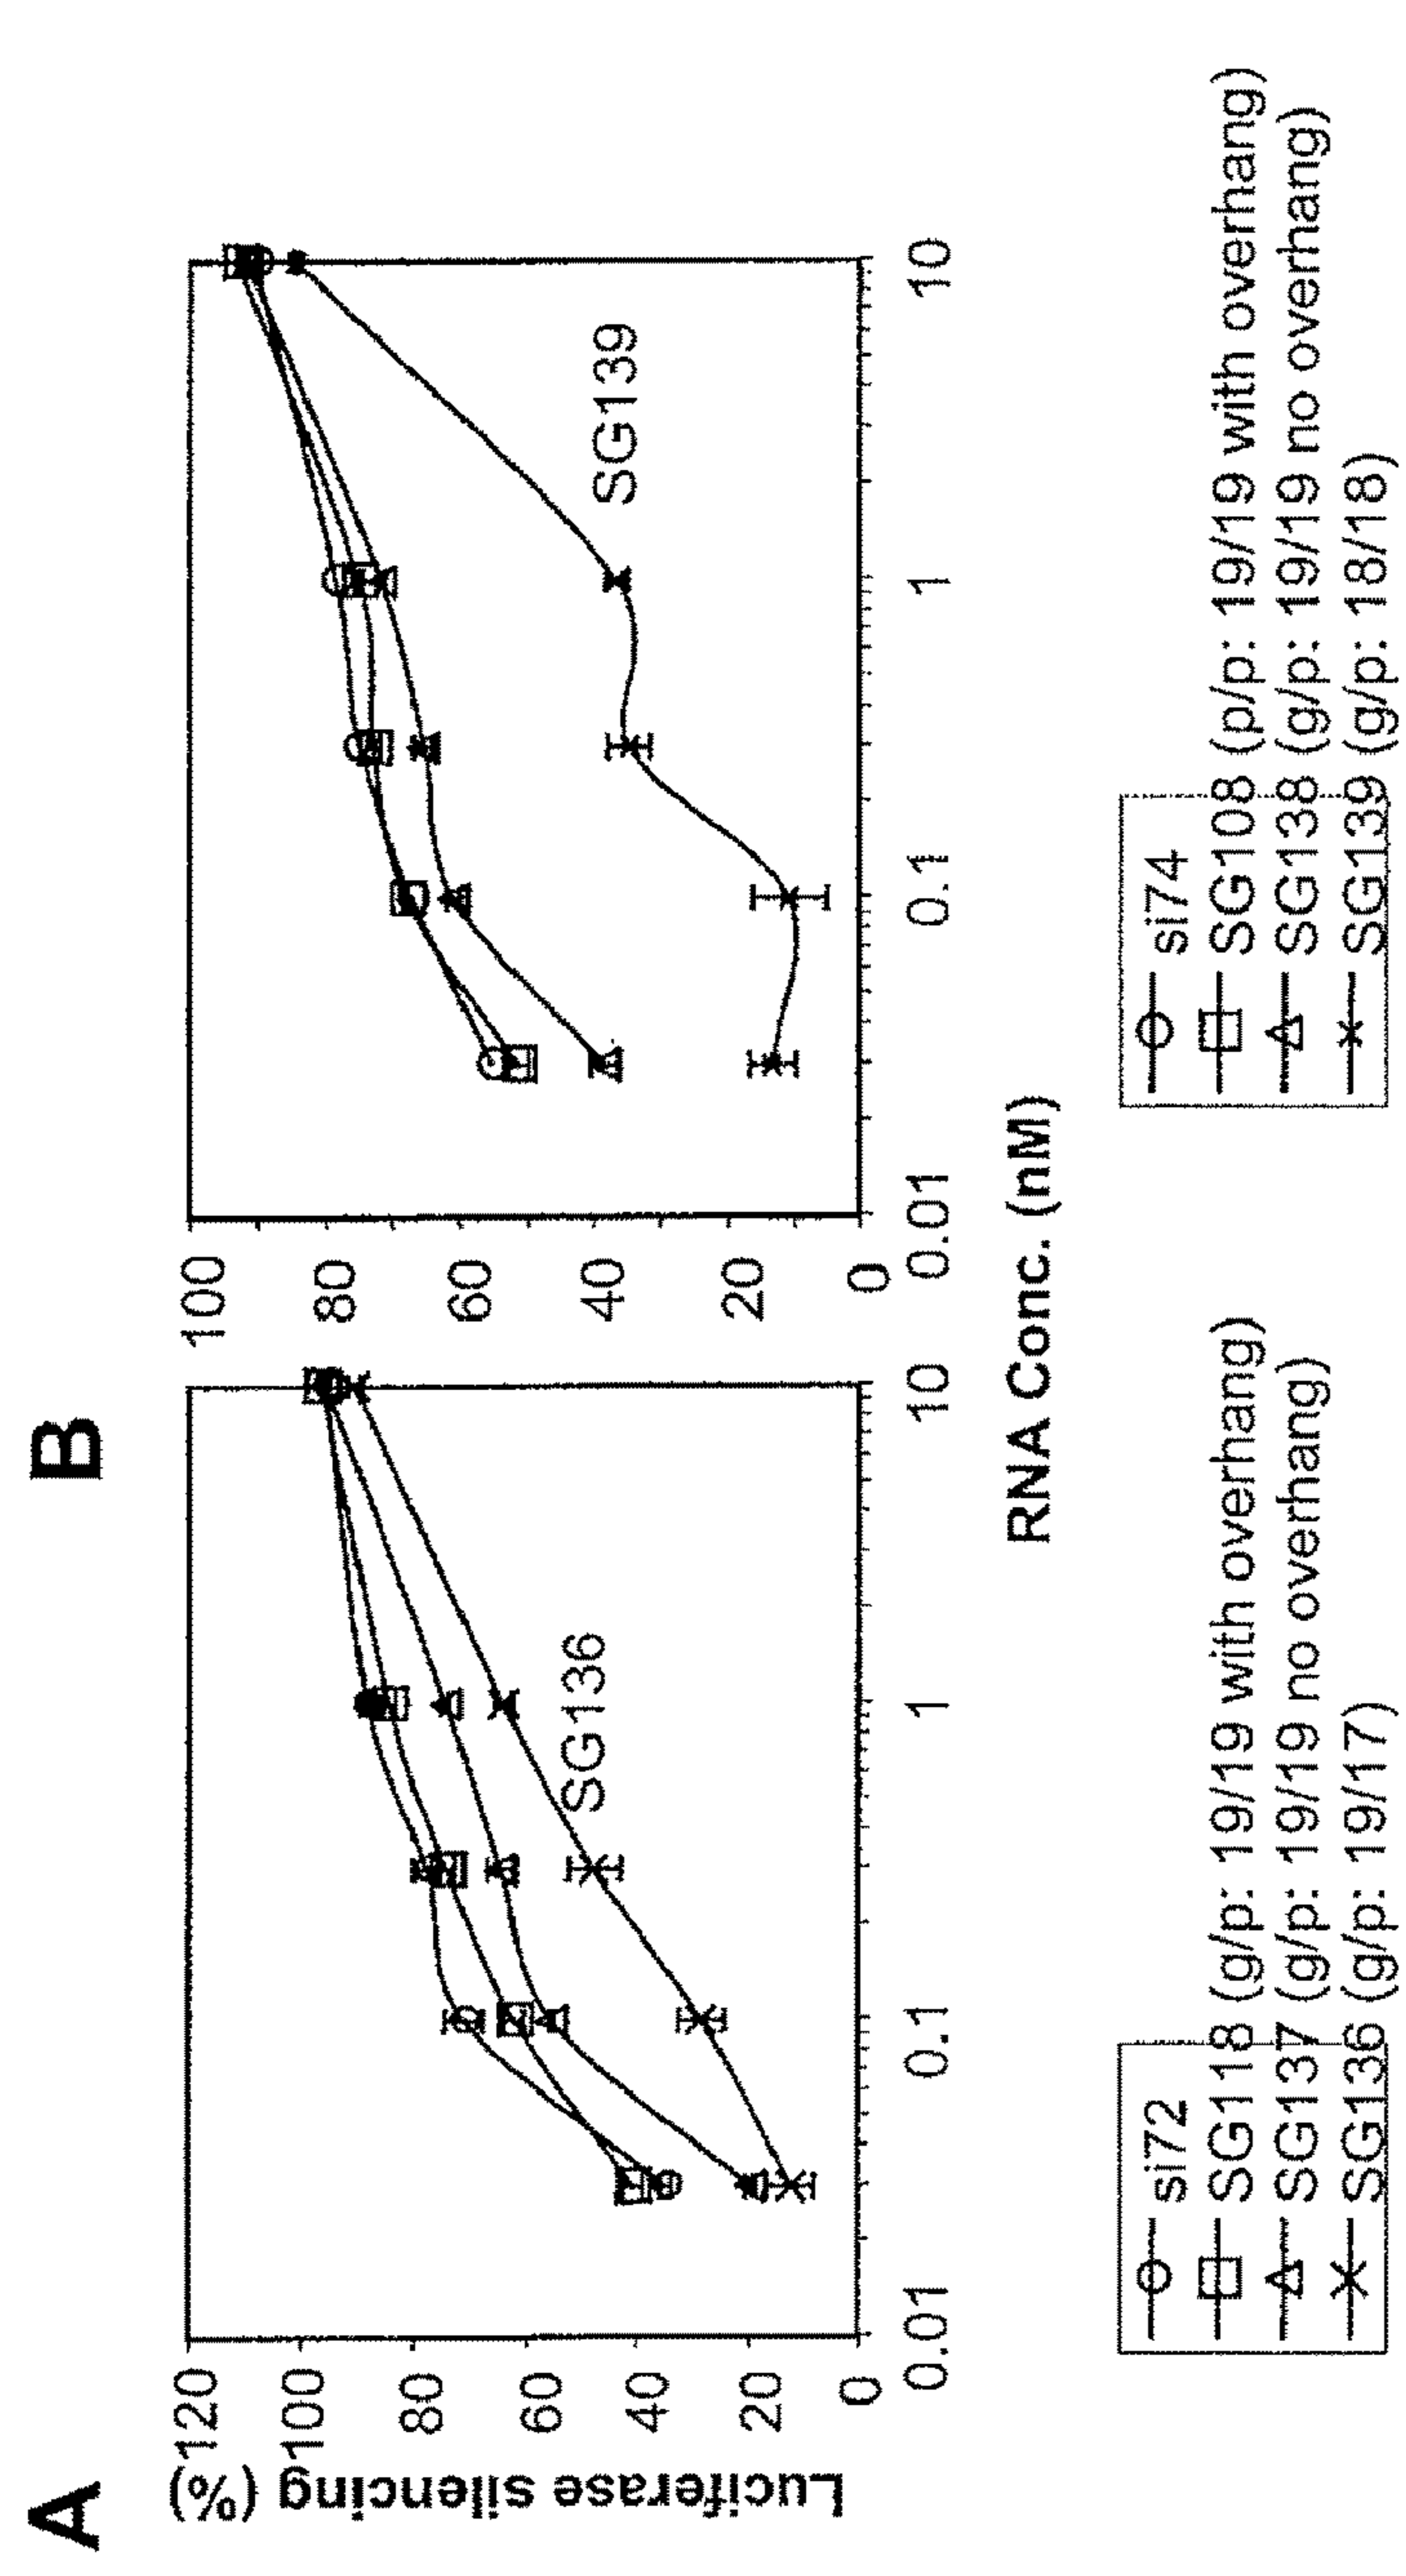 A
B
Luciferase silencing (%)
120
100
80
60
40
20
0
0.01
0.1
1
10
SG136
100
80
60
40
20
0
0.01
0.1
1
10
SG139
RNA Conc. (nM)
si72
SG118 (g/p: 19/19 with overhang)
SG137 (g/p: 19/19 no overhang)
SG136 (g/p: 19/17)
si74
SG108 (p/p: 19/19 with overhang)
SG138 (g/p: 19/19 no overhang)
SG139 (g/p: 18/18)